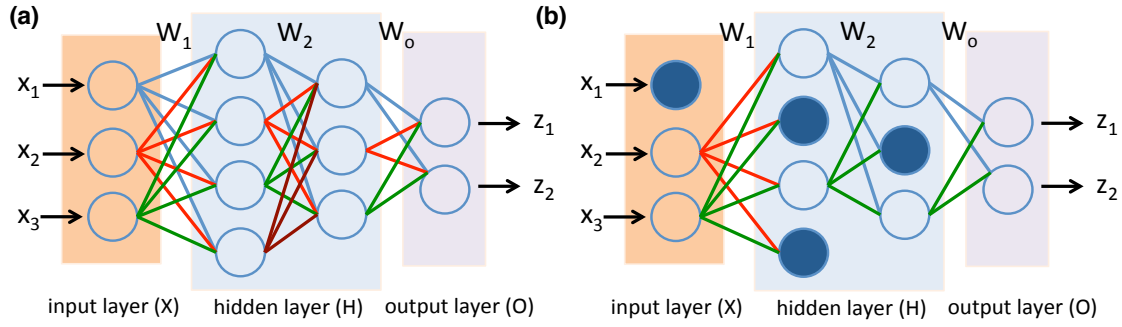 (a)
W1
W2
Wo
x1
x2
x3
z1
z2
input layer (X)
hidden layer (H)
output layer (O)
(b)
W1
W2
Wo
x1
x2
x3
z1
z2
input layer (X)
hidden layer (H)
output layer (O)